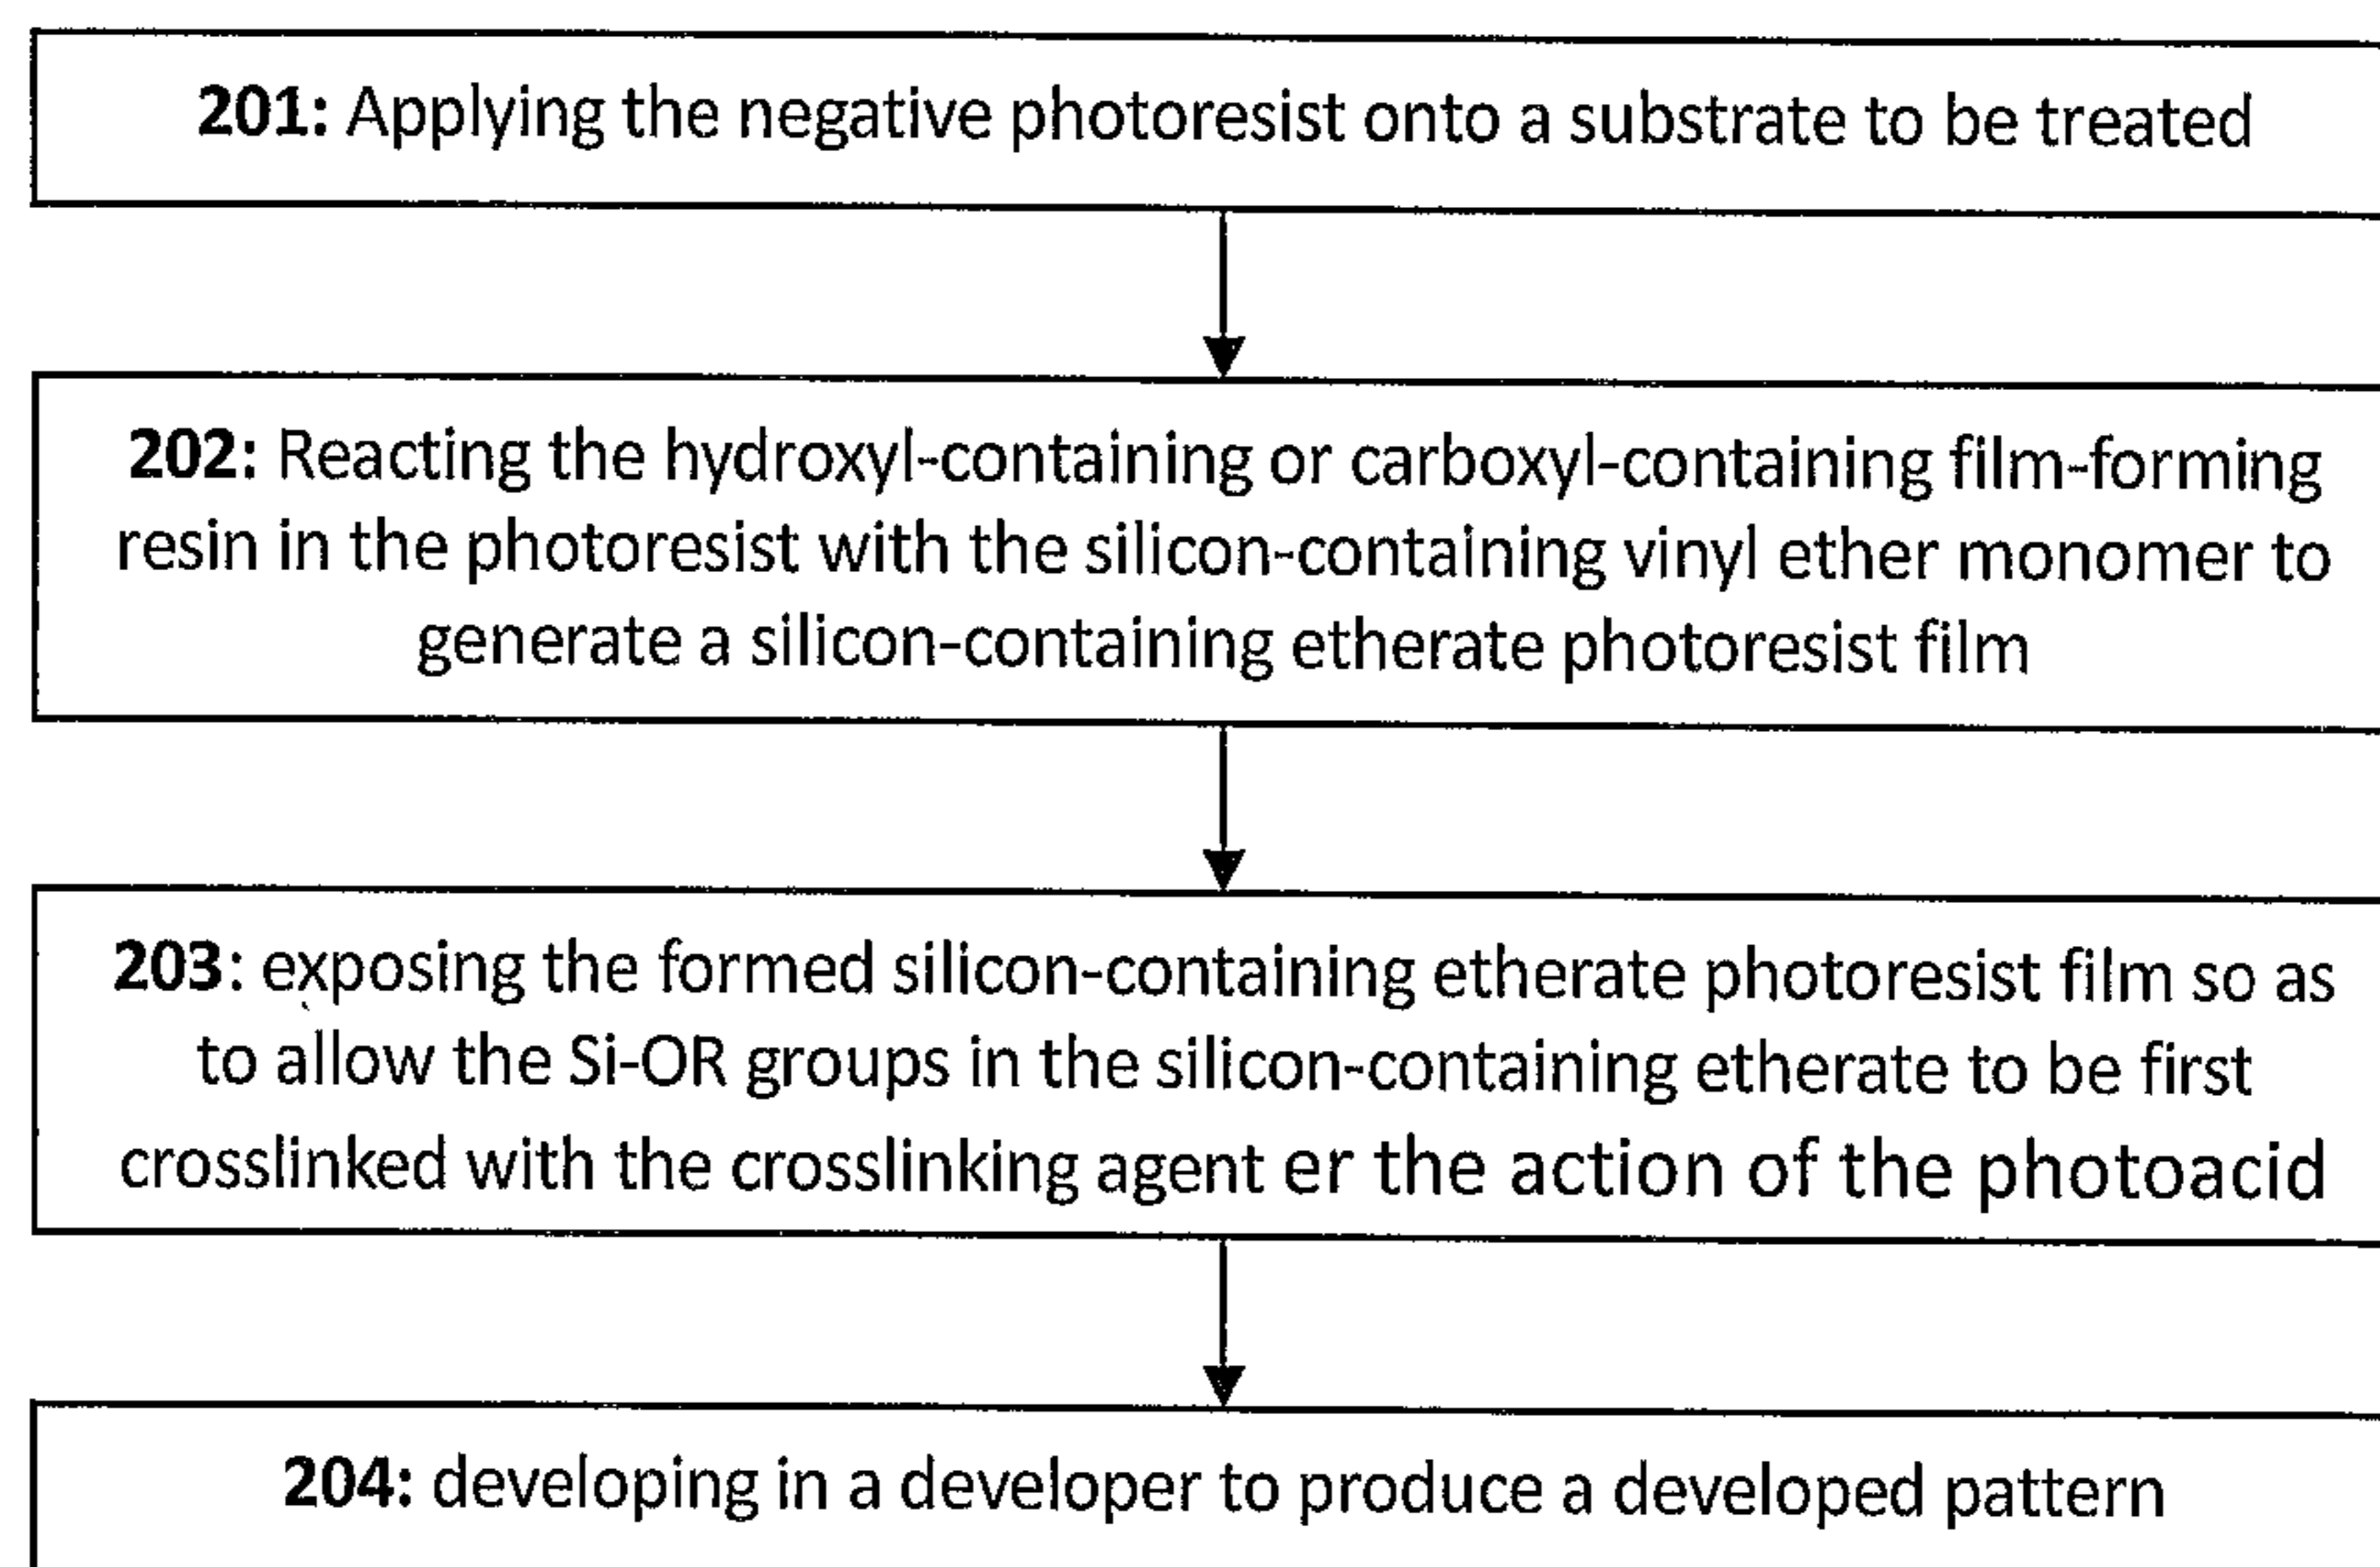 201: Applying the negative photoresist onto a substrate to be treated
202: Reacting the hydroxyl-containing or carboxyl-containing film-forming
resin in the photoresist with the silicon-containing vinyl ether monomer to
generate a silicon-containing etherate photoresist film
203: exposing the formed silicon-containing etherate photoresist film so as
to allow the Si-OR groups in the silicon-containing etherate to be first
crosslinked with the crosslinking agent er the action of the photoacid
204: developing in a developer to produce a developed pattern